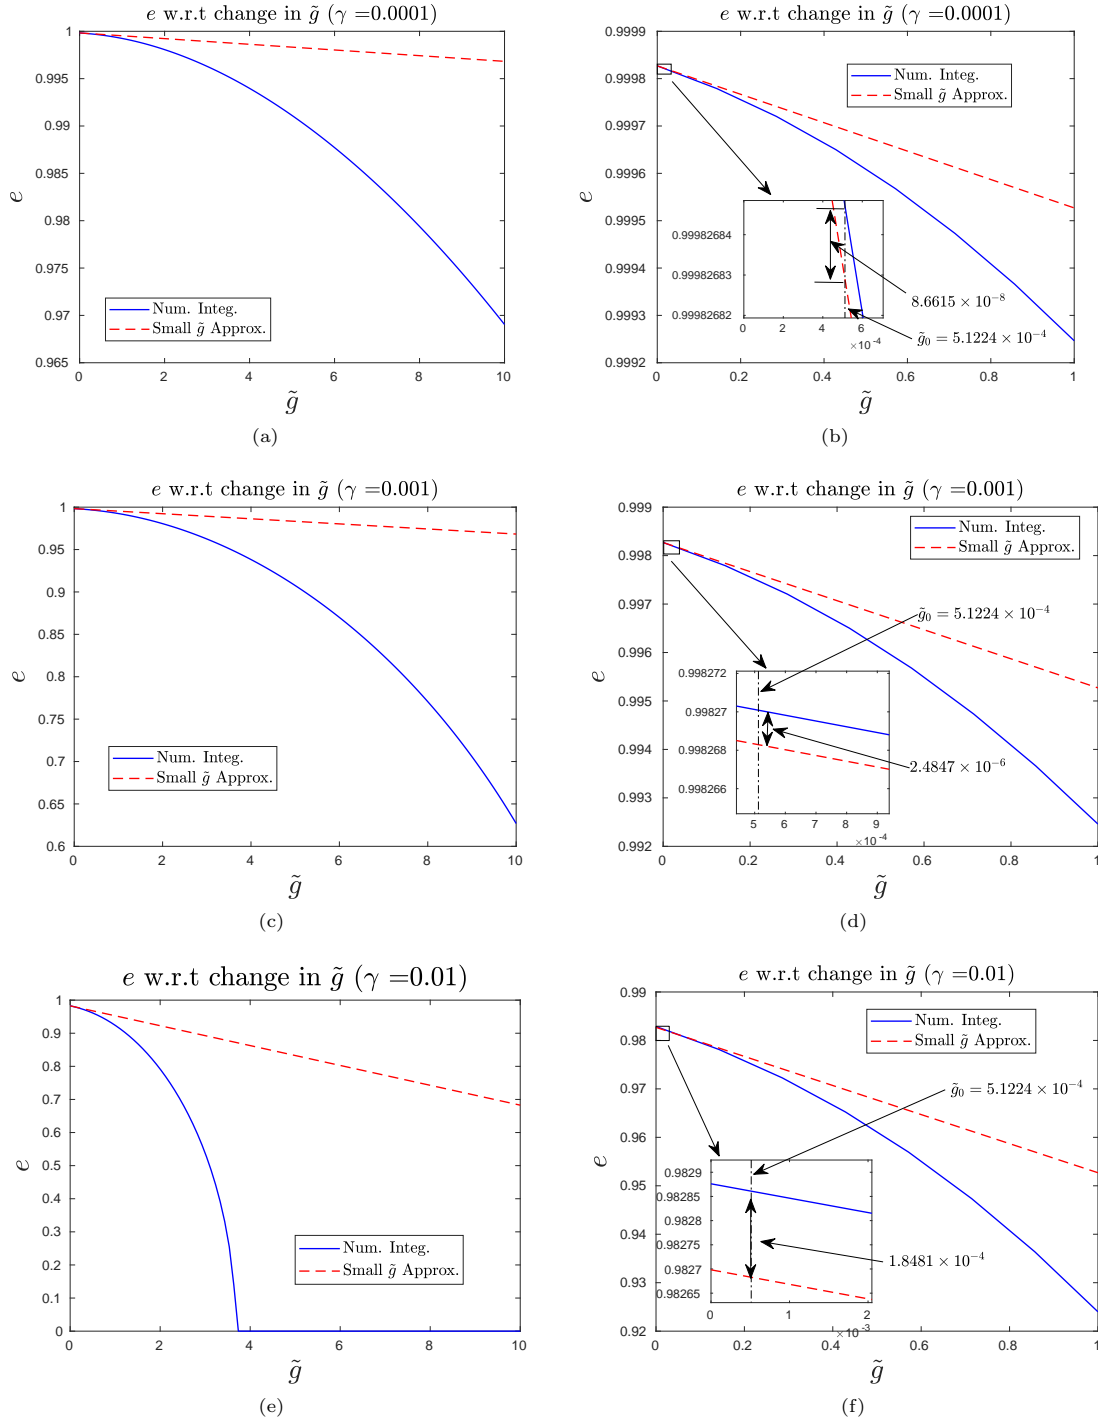 e w.r.t change in g̃ (γ =0.0001)
1
0.995
0.99
0.985
0.98
0.975
0.97
0.965
e
Num. Integ.
Small g̃ Approx.
0 2 4 6 8 10
g̃
(a)
e w.r.t change in g̃ (γ =0.0001)
0.9999
0.9998
0.9997
0.9996
0.9995
0.9994
0.9993
0.9992
e
Num. Integ.
Small g̃ Approx.
0.99982684
0.99982683
0.99982682
0 2 4 6
×10⁻⁴
8.6615 × 10⁻⁸
g̃₀ = 5.1224 × 10⁻⁴
0 0.2 0.4 0.6 0.8 1
g̃
(b)
e w.r.t change in g̃ (γ =0.001)
1
0.95
0.9
0.85
0.8
0.75
0.7
0.65
0.6
e
Num. Integ.
Small g̃ Approx.
0 2 4 6 8 10
g̃
(c)
e w.r.t change in g̃ (γ =0.001)
0.999
0.998
0.997
0.996
0.995
0.994
0.993
0.992
e
Num. Integ.
Small g̃ Approx.
g̃₀ = 5.1224 × 10⁻⁴
0.998272
0.99827
0.998268
0.998266
5 6 7 8 9
×10⁻⁴
2.4847 × 10⁻⁶
0 0.2 0.4 0.6 0.8 1
g̃
(d)
e w.r.t change in g̃ (γ =0.01)
1
0.9
0.8
0.7
0.6
0.5
0.4
0.3
0.2
0.1
0
e
Num. Integ.
Small g̃ Approx.
0 2 4 6 8 10
g̃
(e)
e w.r.t change in g̃ (γ =0.01)
0.99
0.98
0.97
0.96
0.95
0.94
0.93
0.92
e
Num. Integ.
Small g̃ Approx.
g̃₀ = 5.1224 × 10⁻⁴
0.9829
0.98285
0.9828
0.98275
0.9827
0.98265
0 1 2
×10⁻³
1.8481 × 10⁻⁴
0 0.2 0.4 0.6 0.8 1
g̃
(f)